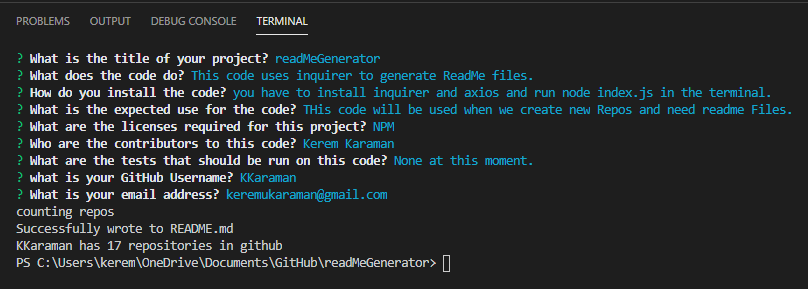 PROBLEMS OUTPUT DEBUG CONSOLE TERMINAL
? What is the title of your project? readMeGenerator
? What does the code do? This code uses inquirer to generate ReadMe files.
? How do you install the code? you have to install inquirer and axios and run node index.js in the terminal.
? What is the expected use for the code? THis code will be used when we create new Repos and need readme Files.
? What are the licenses required for this project? NPM
? Who are the contributors to this code? Kerem Karaman
? What are the tests that should be run on this code? None at this moment.
? what is your GitHub Username? KKaraman
? What is your email address? keremukaraman@gmail.com
counting repos
Successfully wrote to README.md
KKaraman has 17 repositories in github
PS C:\Users\kerem\OneDrive\Documents\GitHub\readMeGenerator>